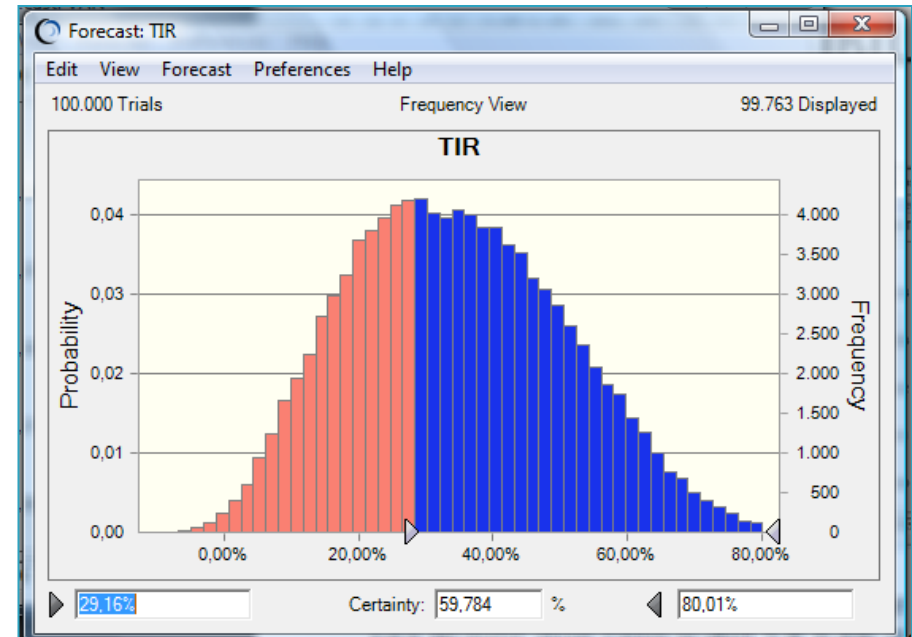 Forecast: TIR
Edit View Forecast Preferences Help
100.000 Trials Frequency View 99.763 Displayed
TIR
Probability
0,04
0,03
0,02
0,01
0,00
4.000
3.500
3.000
2.500
2.000
1.500
1.000
500
0
Frequency
0,00% 20,00% 40,00% 60,00% 80,00%
29,16% Certainty: 59,784 % 80,01%